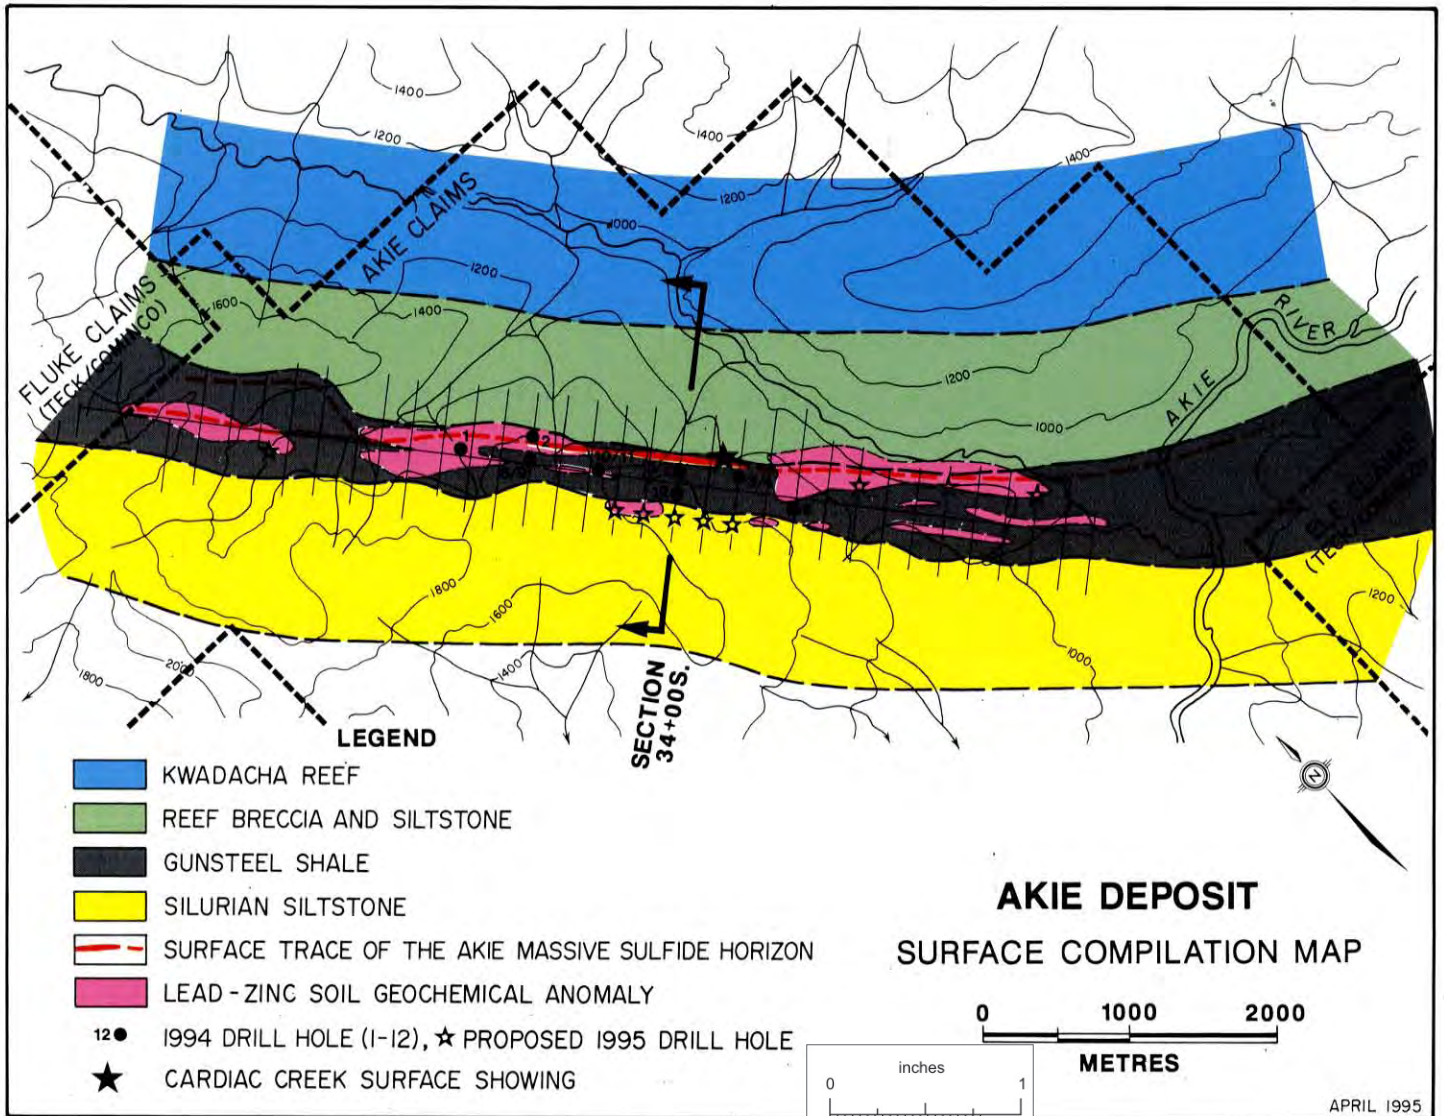 1400
1400
1200
1400
1200
1000
AKIE CLAIMS
1200
1600
1400
FLUKE CLAIMS
(TECK/COMINCO)
RIVER
AKIE
1200
1000
1
2
1800
1600
1400
1200
1000
2000
1800
SECTION
34+00S.
LEGEND
KWADACHA REEF
REEF BRECCIA AND SILTSTONE
GUNSTEEL SHALE
SILURIAN SILTSTONE
SURFACE TRACE OF THE AKIE MASSIVE SULFIDE HORIZON
LEAD-ZINC SOIL GEOCHEMICAL ANOMALY
12 1994 DRILL HOLE (1-12), PROPOSED 1995 DRILL HOLE
CARDIAC CREEK SURFACE SHOWING
N
AKIE DEPOSIT
SURFACE COMPILATION MAP
0 1000 2000
METRES
inches
0 1
APRIL 1995